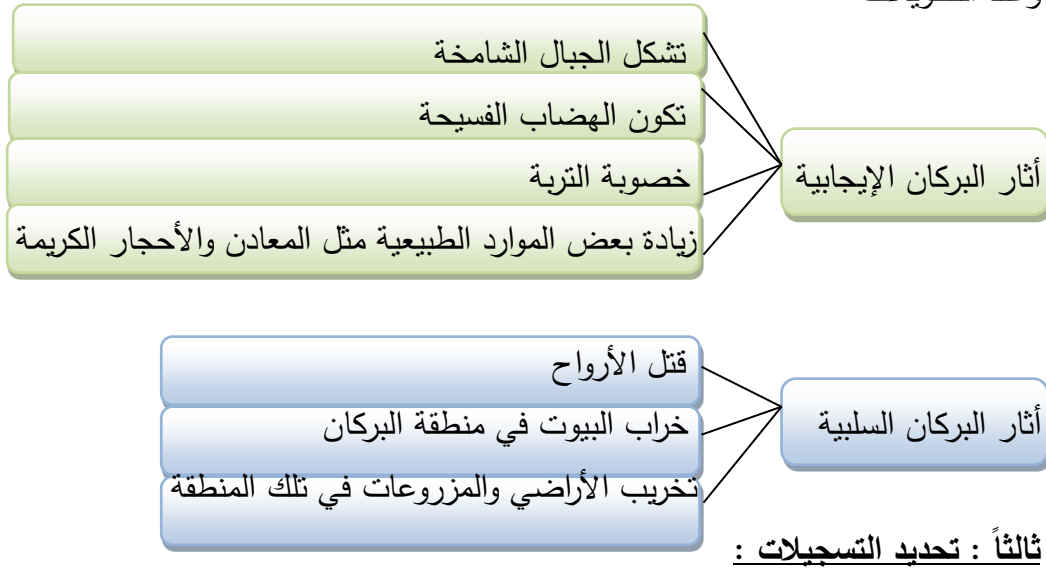 أثار البركان الإيجابية
تشكل الجبال الشامخة
تكون الهضاب الفسيحة
خصوبة التربة
زيادة بعض الموارد الطبيعية مثل المعادن والأحجار الكريمة
أثار البركان السلبية
قتل الأرواح
خراب البيوت في منطقة البركان
تخريب الأراضي والمزروعات في تلك المنطقة
ثالثاً : تحديد التسجيلات :